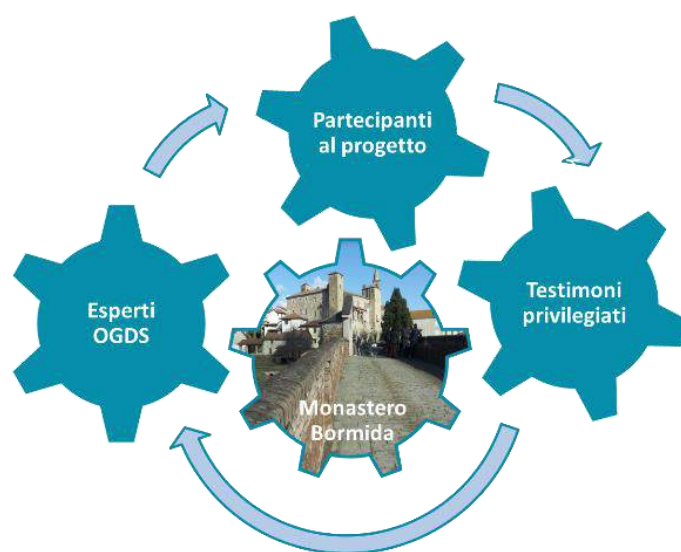 Partecipanti
al progetto
Esperti
OGDS
Testimoni
privilegiati
Monastero
Bormida